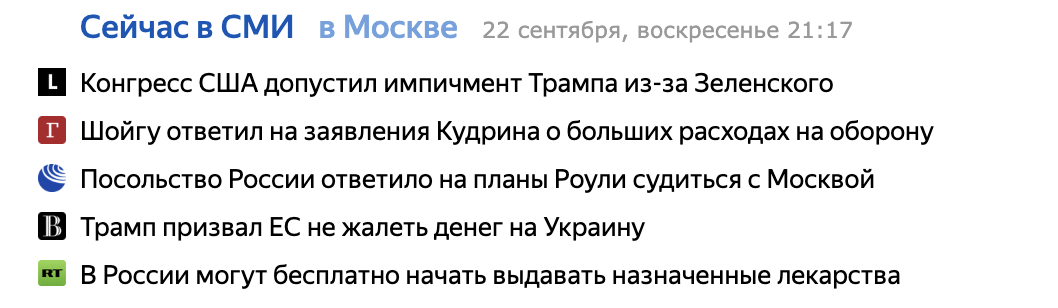 Сейчас в СМИ в Москве 22 сентября, воскресенье 21:17
L Конгресс США допустил импичмент Трампа из-за Зеленского
Г Шойгу ответил на заявления Кудрина о больших расходах на оборону
Посольство России ответило на планы Роули судиться с Москвой
В Трамп призвал ЕС не жалеть денег на Украину
RT В России могут бесплатно начать выдавать назначенные лекарства